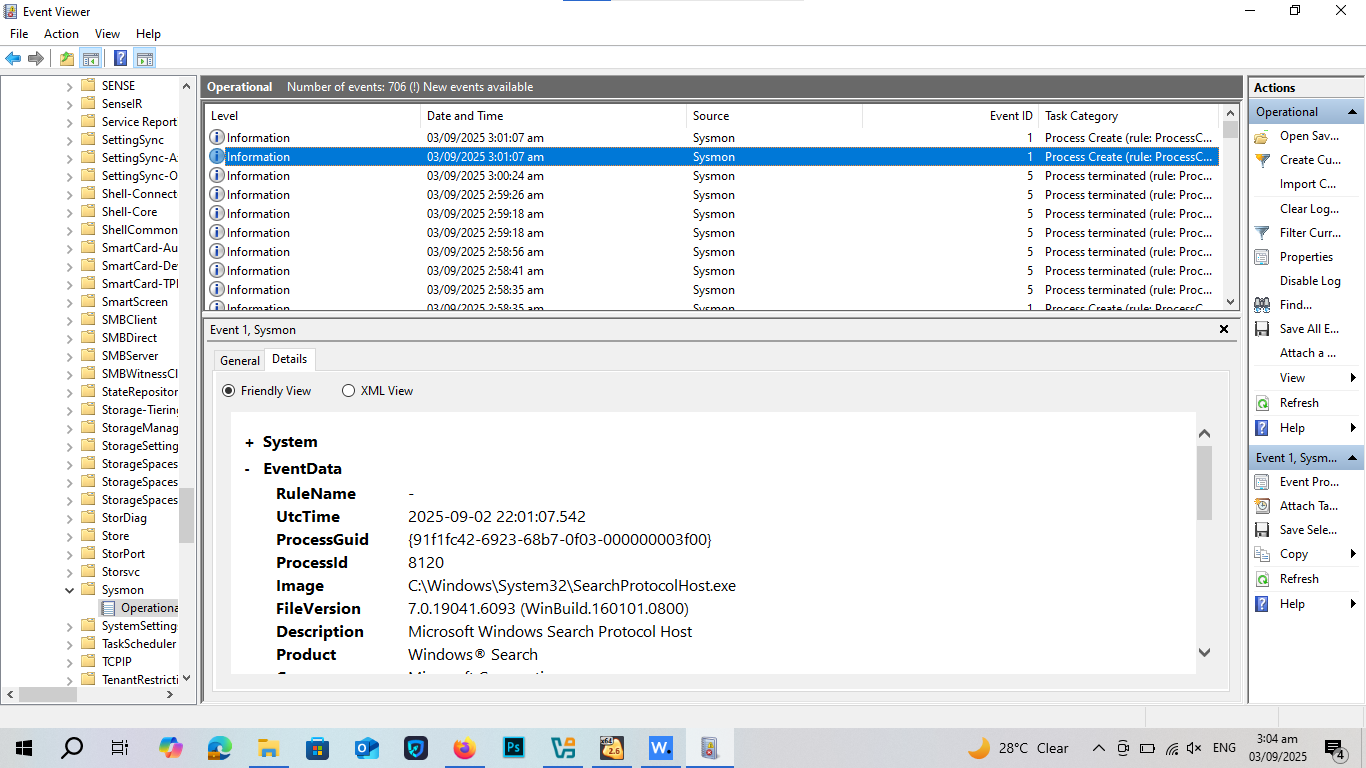 Event Viewer
File Action View Help
SENSE
SenseIR
Service Report
SettingSync
SettingSync-A
SettingSync-O
Shell-Connect
Shell-Core
ShellCommon
SmartCard-Au
SmartCard-De
SmartCard-TP
SmartScreen
SMBClient
SMBDirect
SMBServer
SMBWitnessCl
StateRepositor
Storage-Tiering
StorageManag
StorageSetting
StorageSpaces
StorageSpaces
StorageSpaces
StorDiag
Store
StorPort
Storsvc
Sysmon
Operationa
SystemSetting
TaskScheduler
TCPIP
TenantRestricti
Operational Number of events: 706 (!) New events available
Level Date and Time Source Event ID Task Category
Information 03/09/2025 3:01:07 am Sysmon 1 Process Create (rule: ProcessC...
Information 03/09/2025 3:01:07 am Sysmon 1 Process Create (rule: ProcessC...
Information 03/09/2025 3:00:24 am Sysmon 5 Process terminated (rule: Proc...
Information 03/09/2025 2:59:26 am Sysmon 5 Process terminated (rule: Proc...
Information 03/09/2025 2:59:18 am Sysmon 5 Process terminated (rule: Proc...
Information 03/09/2025 2:59:18 am Sysmon 5 Process terminated (rule: Proc...
Information 03/09/2025 2:58:56 am Sysmon 5 Process terminated (rule: Proc...
Information 03/09/2025 2:58:41 am Sysmon 5 Process terminated (rule: Proc...
Information 03/09/2025 2:58:35 am Sysmon 5 Process terminated (rule: Proc...
Information 03/09/2025 2:58:35 am Sysmon 1 Process Create (rule: ProcessC...
Event 1, Sysmon
General Details
Friendly View XML View
+ System
- EventData
RuleName -
UtcTime 2025-09-02 22:01:07.542
ProcessGuid {91f1fc42-6923-68b7-0f03-000000003f00}
ProcessId 8120
Image C:\Windows\System32\SearchProtocolHost.exe
FileVersion 7.0.19041.6093 (WinBuild.160101.0800)
Description Microsoft Windows Search Protocol Host
Product Windows® Search
Actions
Operational
Open Sav...
Create Cu...
Import C...
Clear Log...
Filter Curr...
Properties
Disable Log
Find...
Save All E...
Attach a ...
View
Refresh
Help
Event 1, Sysm...
Event Pro...
Attach Ta...
Save Sele...
Copy
Refresh
Help
Ps
x64
2.6
W.
28°C Clear
ENG
3:04 am
03/09/2025
4